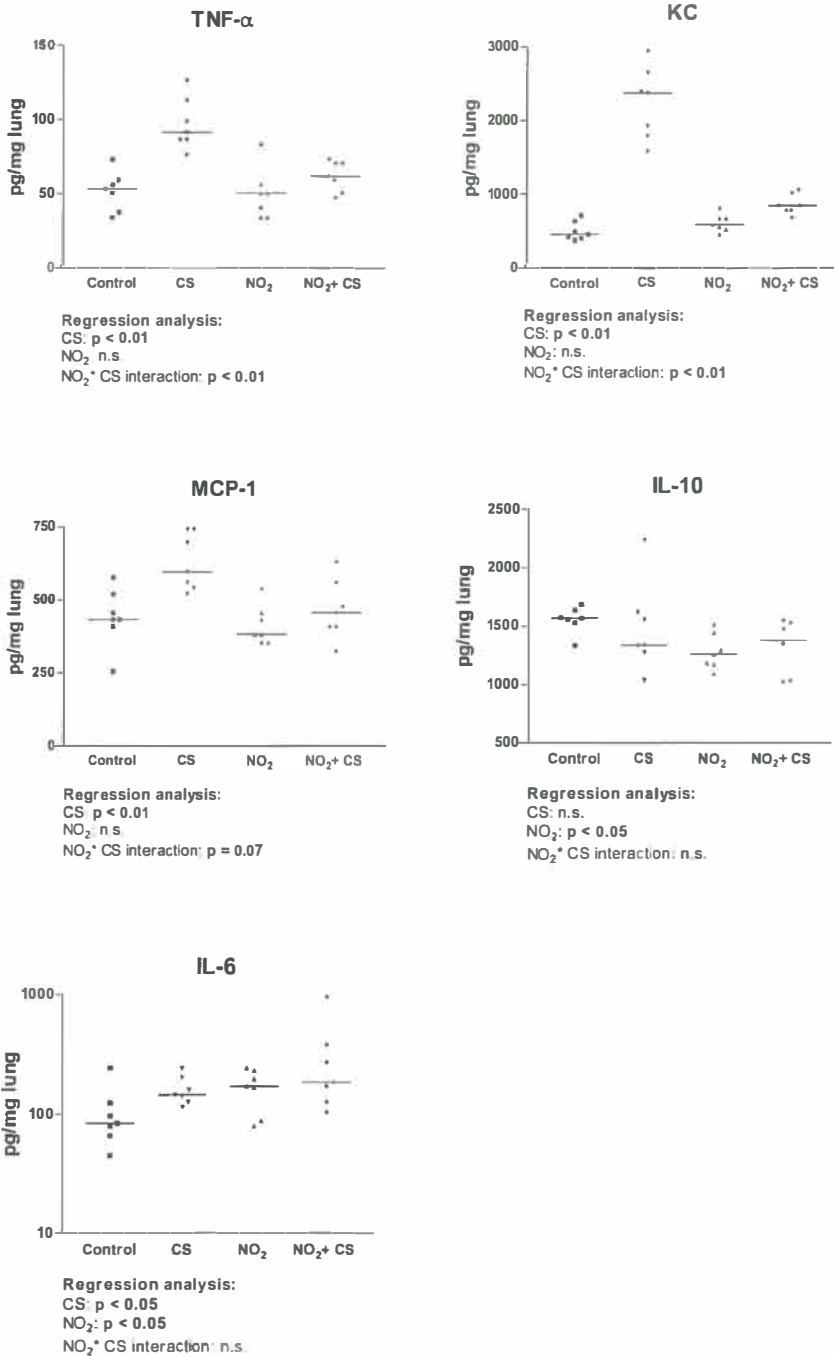 TNF-α
150
100
50
0
pg/mg lung
Control CS NO₂ NO₂+ CS
Regression analysis:
CS: p < 0.01
NO₂: n.s.
NO₂* CS interaction: p < 0.01
KC
3000
2000
1000
0
pg/mg lung
Control CS NO₂ NO₂+ CS
Regression analysis:
CS: p < 0.01
NO₂: n.s.
NO₂* CS interaction: p < 0.01
MCP-1
750
500
250
0
pg/mg lung
Control CS NO₂ NO₂+ CS
Regression analysis:
CS: p < 0.01
NO₂: n.s.
NO₂* CS interaction: p = 0.07
IL-10
2500
2000
1500
1000
500
pg/mg lung
Control CS NO₂ NO₂+ CS
Regression analysis:
CS: n.s.
NO₂: p < 0.05
NO₂* CS interaction: n.s.
IL-6
1000
100
10
pg/mg lung
Control CS NO₂ NO₂+ CS
Regression analysis:
CS: p < 0.05
NO₂: p < 0.05
NO₂* CS interaction: n.s.